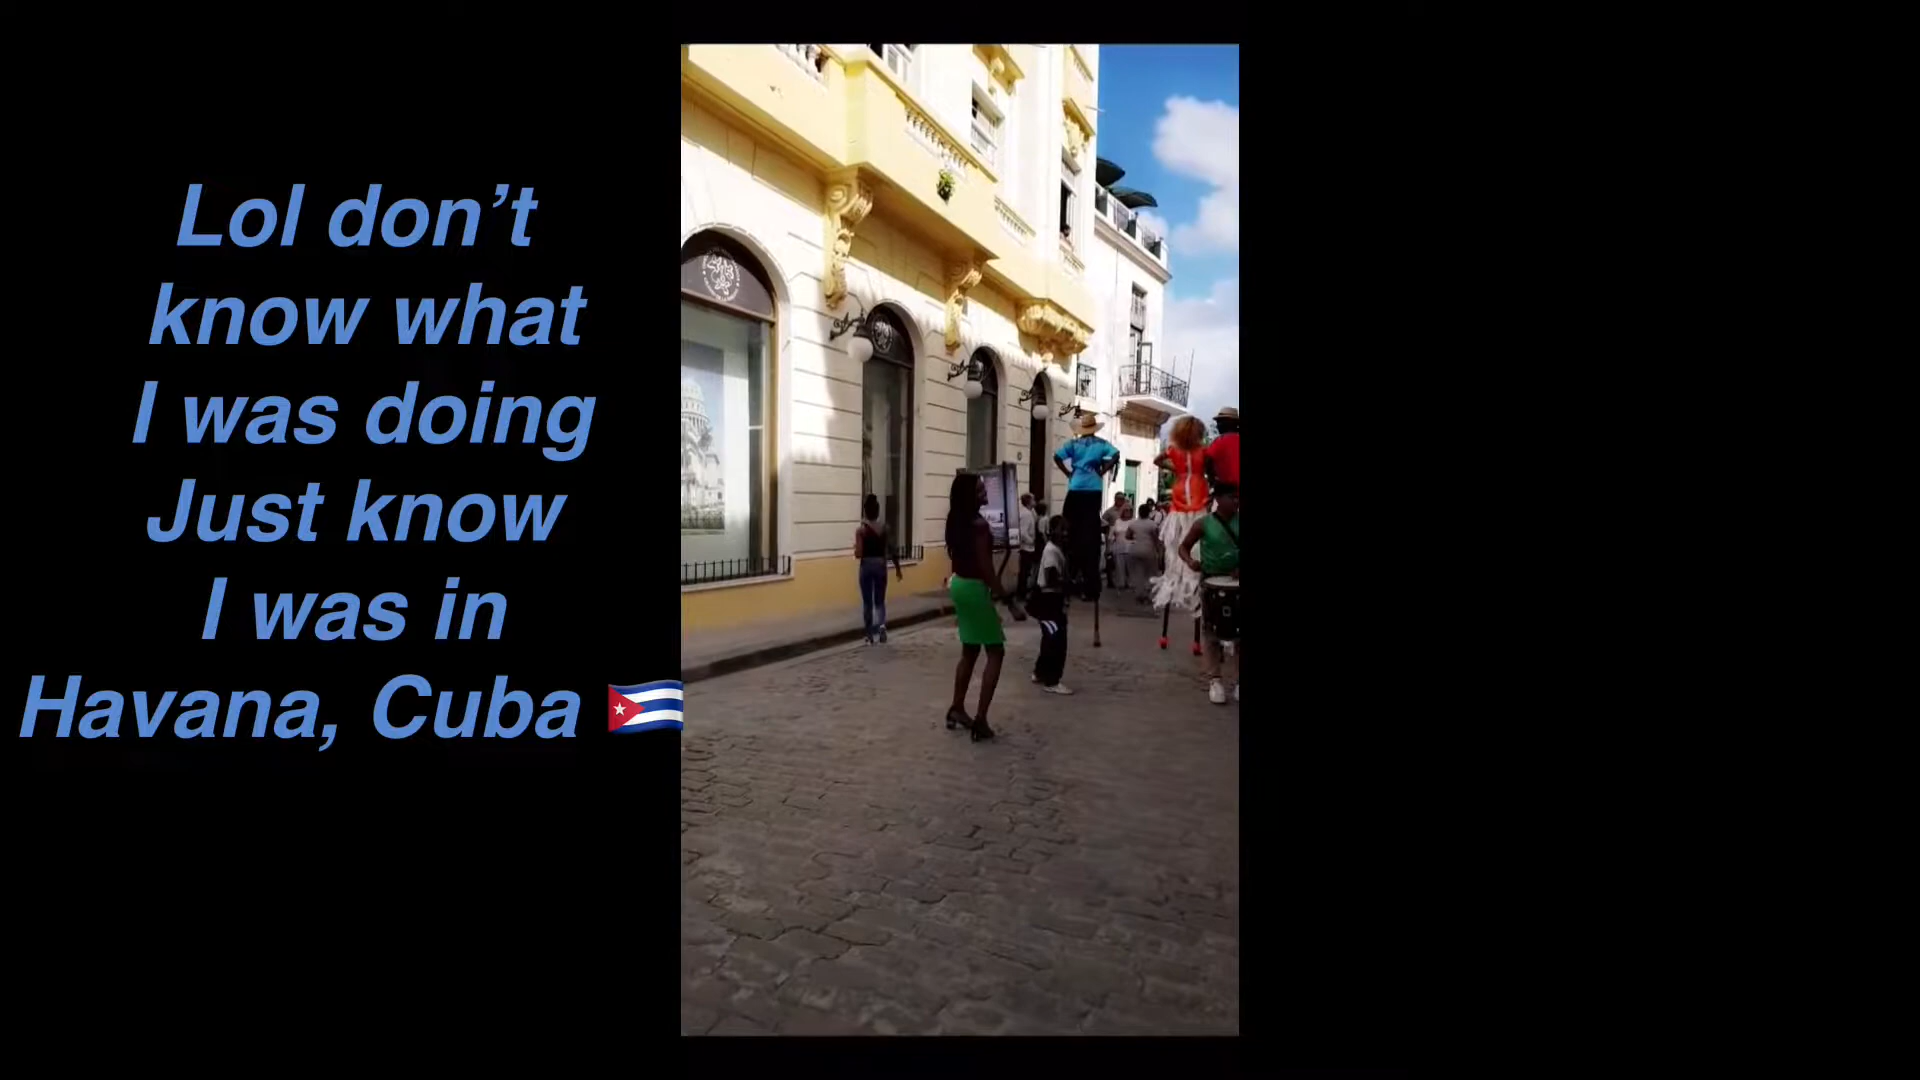 Lol don’t
know what
I was doing
Just know
I was in
Havana, Cuba 🇨🇺